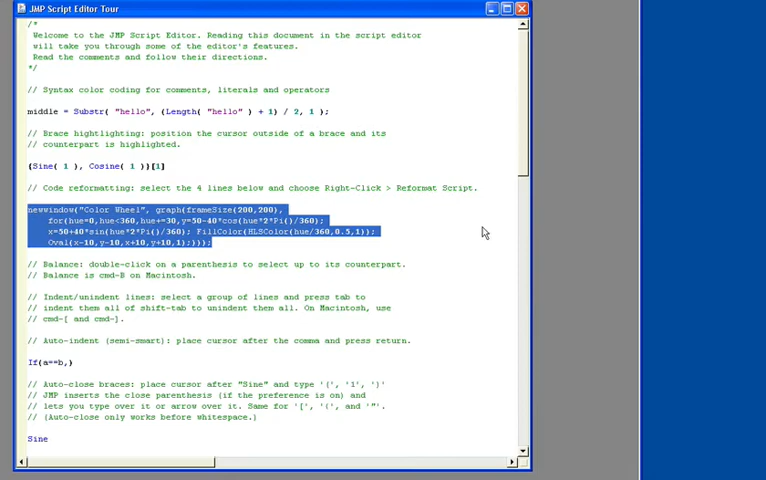 JMP Script Editor Tour
/*
Welcome to the JMP Script Editor. Reading this document in the script editor
will take you through some of the editor's features.
Read the comments and follow their directions.
*/
// Syntax color coding for comments, literals and operators
middle = Substr( "hello", (Length( "hello" ) + 1) / 2, 1 );
// Brace hightlighting: position the cursor outside of a brace and its
// counterpart is highlighted.
{Sine( 1 ), Cosine( 1 )}[1]
// Code reformatting: select the 4 lines below and choose Right-Click > Reformat Script.
newwindow("Color Wheel", graph(frameSize(200,200),
for(hue=0,hue<360,hue+=30,y=50-40*cos(hue*2*Pi()/360);
x=50+40*sin(hue*2*Pi()/360); FillColor(HLSColor(hue/360,0.5,1));
Oval(x-10,y-10,x+10,y+10,1);)));
// Balance: double-click on a parenthesis to select up to its counterpart.
// Balance is cmd-B on Macintosh.
// Indent/unindent lines: select a group of lines and press tab to
// indent them all of shift-tab to unindent them all. On Macintosh, use
// cmd-[ and cmd-].
// Auto-indent (semi-smart): place cursor after the comma and press return.
If(a==b,)
// Auto-close braces: place cursor after "Sine" and type '(', '1', ')'
// JMP inserts the close parenthesis (if the preference is on) and
// lets you type over it or arrow over it. Same for '[', '{', and '"'.
// (Auto-close only works before whitespace.)
Sine